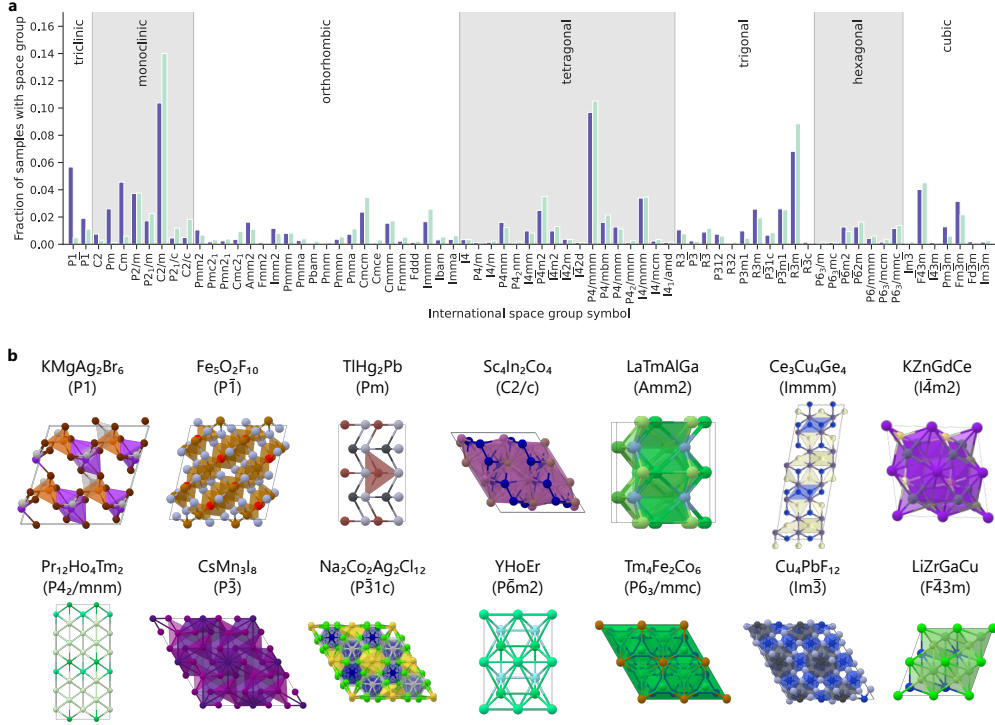 a
triclinic
monoclinic
orthorhombic
tetragonal
trigonal
hexagonal
cubic
Fraction of samples with space group
0.16
0.14
0.12
0.10
0.08
0.06
0.04
0.02
0.00
P1
P1̅
C2
Pm
Cm
P2/m
P2₁/m
C2/m
P2₁/c
C2/c
Pmm2
Pmc2₁
Pmn2₁
Cmc2₁
Amm2
Fmm2
Imm2
Pmmm
Pmma
Pbam
Pnnm
Pmmn
Pnma
Cmcm
Cmce
Cmmm
Fmmm
Fddd
Immm
Ibam
Imma
I4̅
P4/m
I4/m
P4mm
P4₂nm
I4mm
P4̅m2
I4̅m2
I4̅2m
I4̅2d
P4/mmm
P4/mbm
P4/nmm
P4₂/mnm
I4/mmm
I4/mcm
I4₁/amd
R3
P3̅
R3̅
P312
R32
P3m1
R3m
P3̅1c
P3̅m1
R3̅m
R3̅c
P6₃/m
P6₃mc
P6̅m2
P6̅2m
P6/mmm
P6₃/mcm
P6₃/mmc
Im3̅
F4̅3m
I4̅3m
Pm3̅m
Fm3̅m
Fd3̅m
Im3̅m
International space group symbol
b
KMgAg₂Br₆
(P1)
Fe₅O₂F₁₀
(P1̅)
TlHg₂Pb
(Pm)
Sc₄In₂Co₄
(C2/c)
LaTmAlGa
(Amm2)
Ce₃Cu₄Ge₄
(Immm)
KZnGdCe
(I4̅m2)
Pr₁₂Ho₄Tm₂
(P4₂/mnm)
CsMn₃I₈
(P3̅)
Na₂Co₂Ag₂Cl₁₂
(P3̅1c)
YHoEr
(P6̅m2)
Tm₄Fe₂Co₆
(P6₃/mmc)
Cu₄PbF₁₂
(Im3̅)
LiZrGaCu
(F4̅3m)